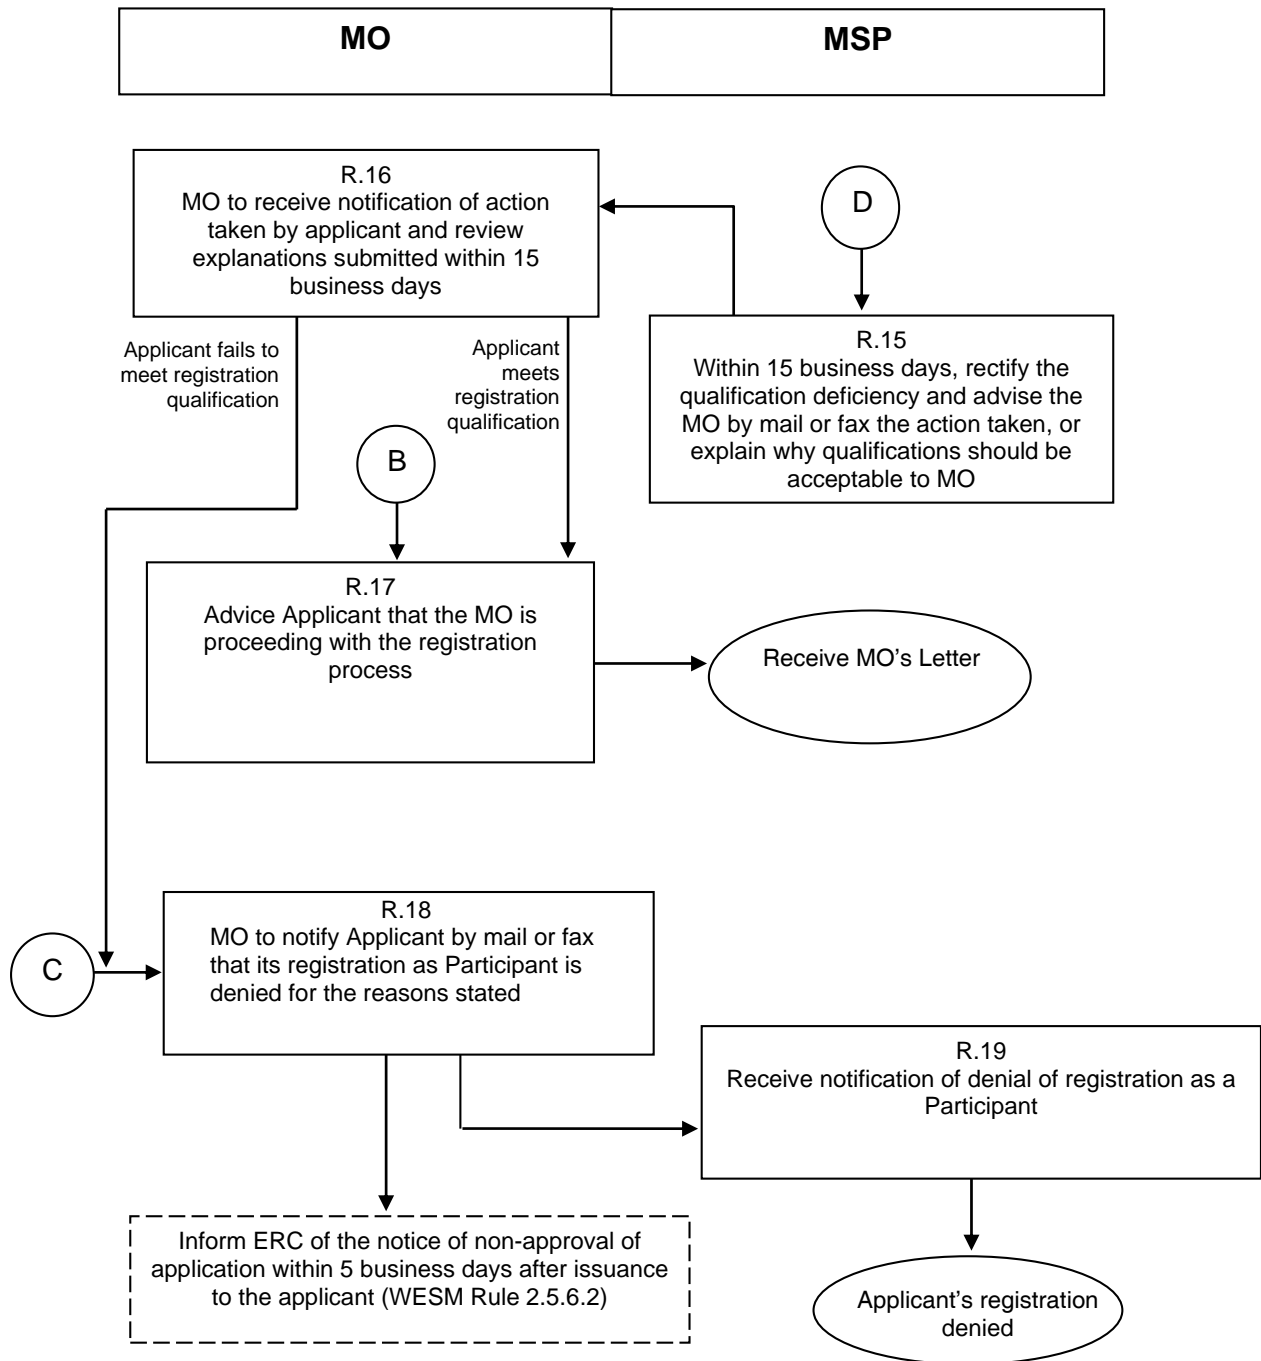 MO
MSP
R.16
MO to receive notification of action
taken by applicant and review
explanations submitted within 15
business days
D
R.15
Within 15 business days, rectify the
qualification deficiency and advise the
MO by mail or fax the action taken, or
explain why qualifications should be
acceptable to MO
Applicant fails to
meet registration
qualification
Applicant
meets
registration
qualification
B
R.17
Advice Applicant that the MO is
proceeding with the registration
process
Receive MO’s Letter
C
R.18
MO to notify Applicant by mail or fax
that its registration as Participant is
denied for the reasons stated
R.19
Receive notification of denial of registration as a
Participant
Inform ERC of the notice of non-approval of
application within 5 business days after issuance
to the applicant (WESM Rule 2.5.6.2)
Applicant’s registration
denied